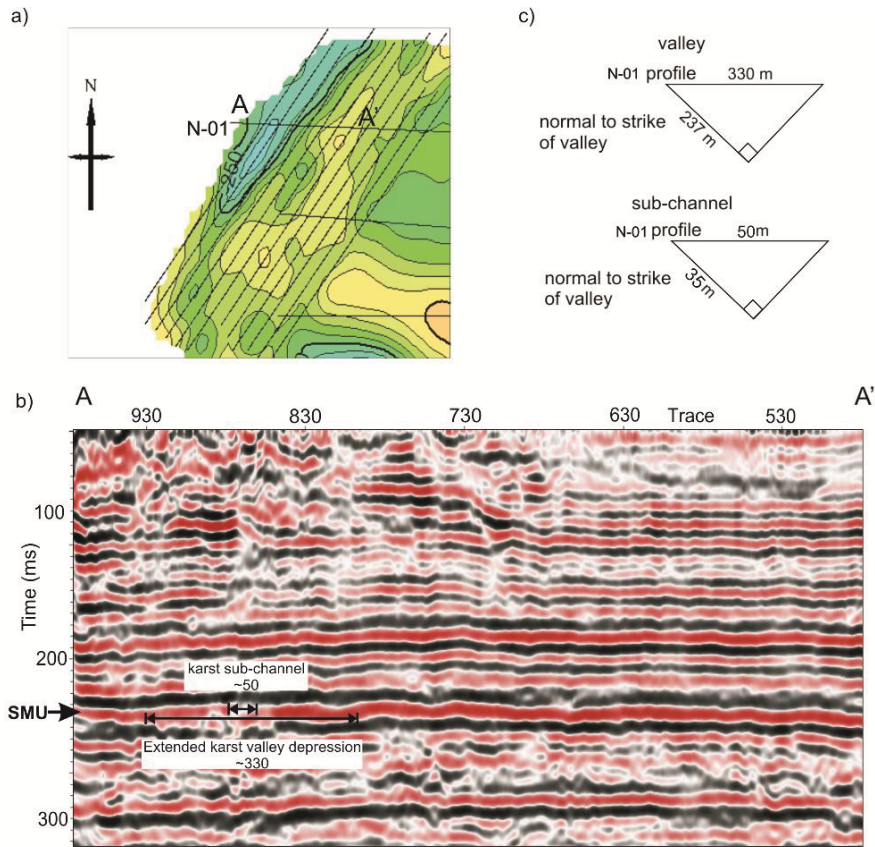 a)
N
A
A'
N-01
250
c)
valley
N-01 profile 330 m
normal to strike
of valley
237 m
sub-channel
N-01 profile 50m
normal to strike
of valley
35 m
b)
A
A'
930 830 730 630 Trace 530
Time (ms)
100
200
300
SMU
karst sub-channel
~50
Extended karst valley depression
~330